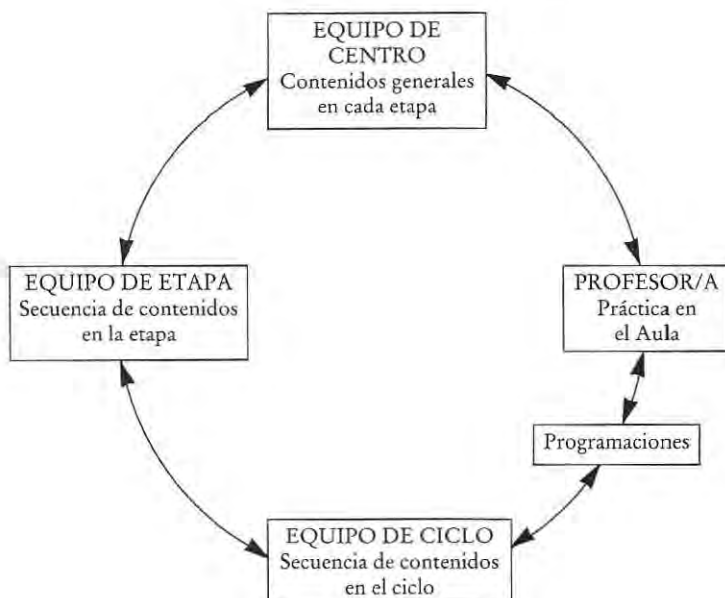 EQUIPO DE
CENTRO
Contenidos generales
en cada etapa
EQUIPO DE ETAPA
Secuencia de contenidos
en la etapa
PROFESOR/A
Práctica en
el Aula
Programaciones
EQUIPO DE CICLO
Secuencia de contenidos
en el ciclo